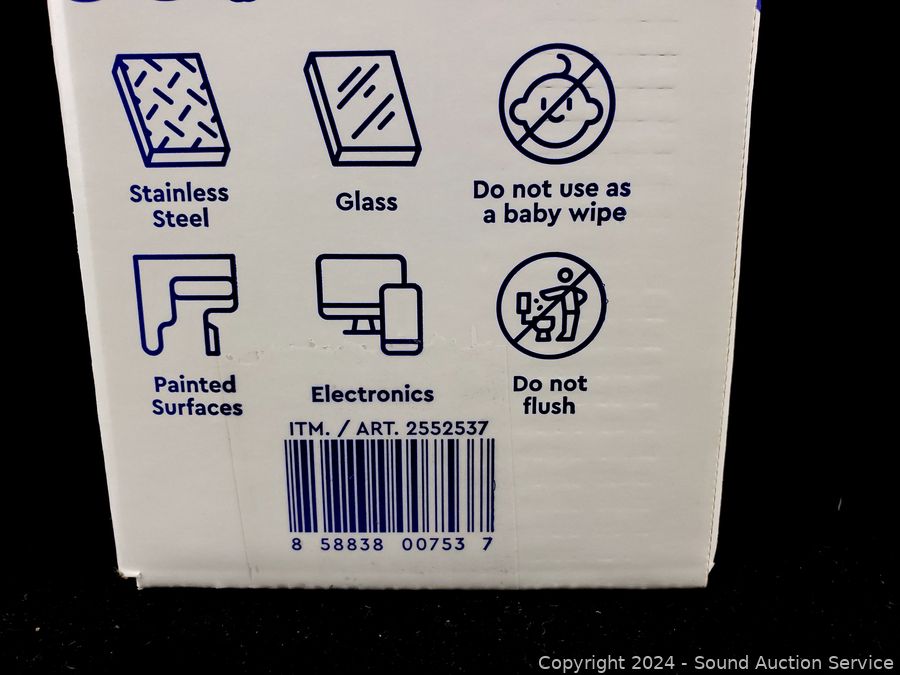 Stainless
Steel
Glass
Do not use as
a baby wipe
Painted
Surfaces
Electronics
Do not
flush
ITM. / ART. 2552537
8 58838 00753 7
Copyright 2024 - Sound Auction Service